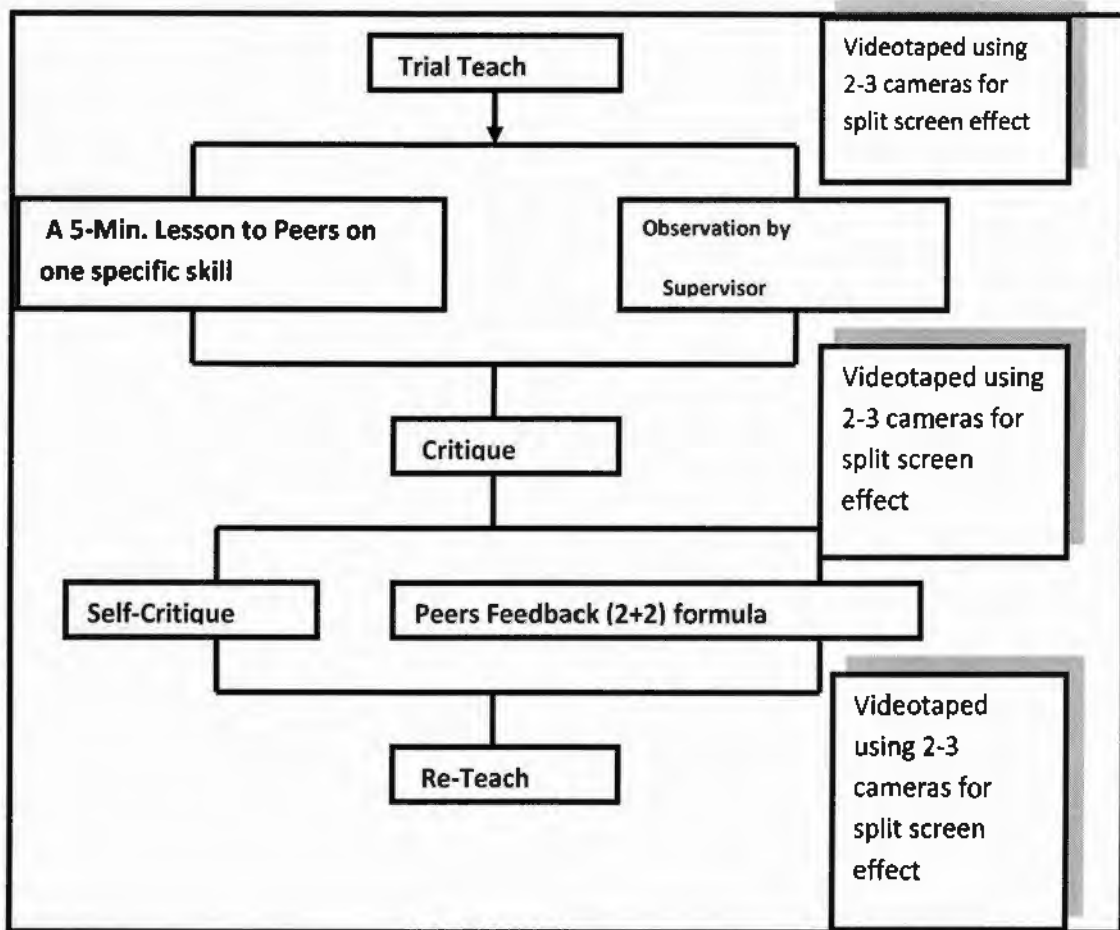 Trial Teach
Videotaped using
2-3 cameras for
split screen effect
A 5-Min. Lesson to Peers on
one specific skill
Observation by
Supervisor
Videotaped using
2-3 cameras for
split screen
effect
Critique
Self-Critique
Peers Feedback (2+2) formula
Videotaped
using 2-3
cameras for
split screen
effect
Re-Teach